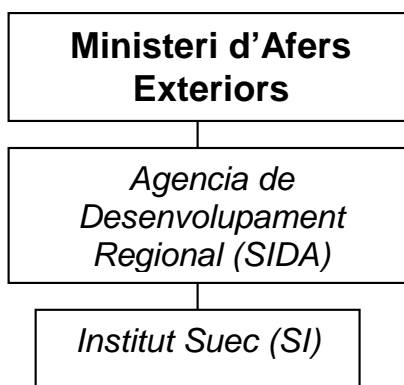 Ministeri d’Afers
Exteriors
Agencia de
Desenvolupament
Regional (SIDA)
Institut Suec (SI)